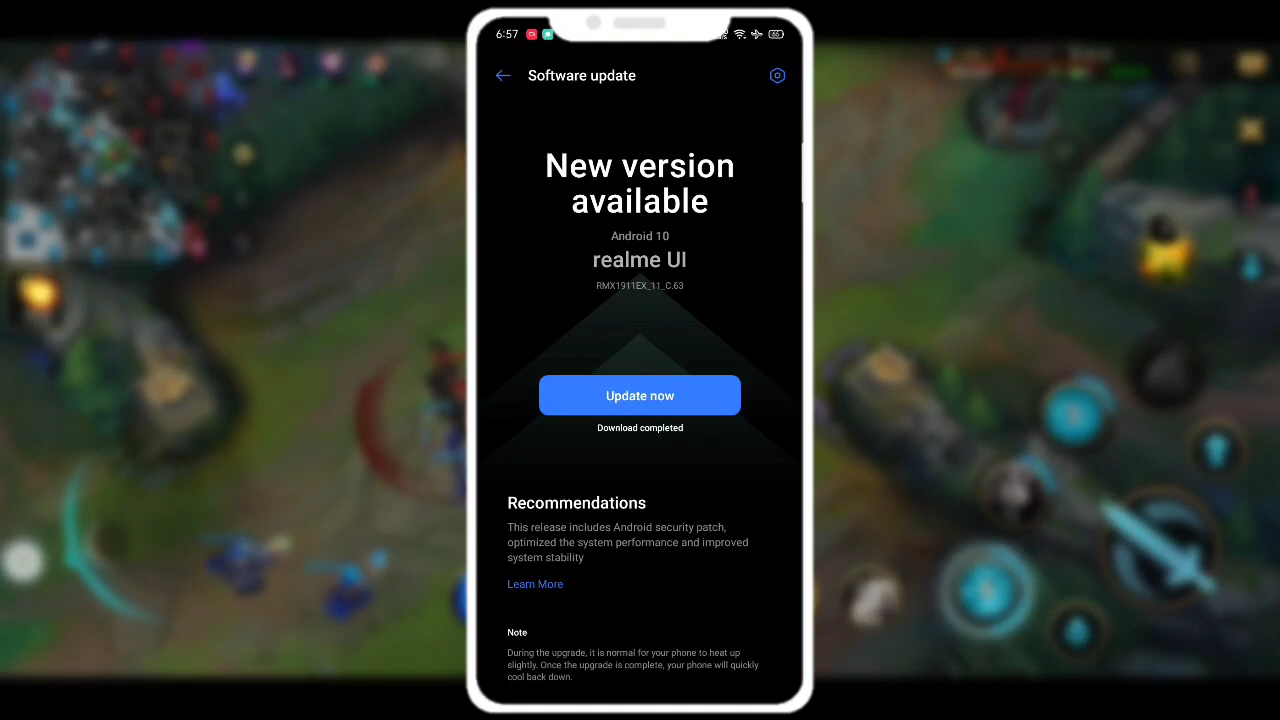 6:57
Software update
New version
available
Android 10
realme UI
RMX1911EX_11_C.63
Update now
Download completed
Recommendations
This release includes Android security patch,
optimized the system performance and improved
system stability
Learn More
Note
During the upgrade, it is normal for your phone to heat up
slightly. Once the upgrade is complete, your phone will quickly
cool back down.